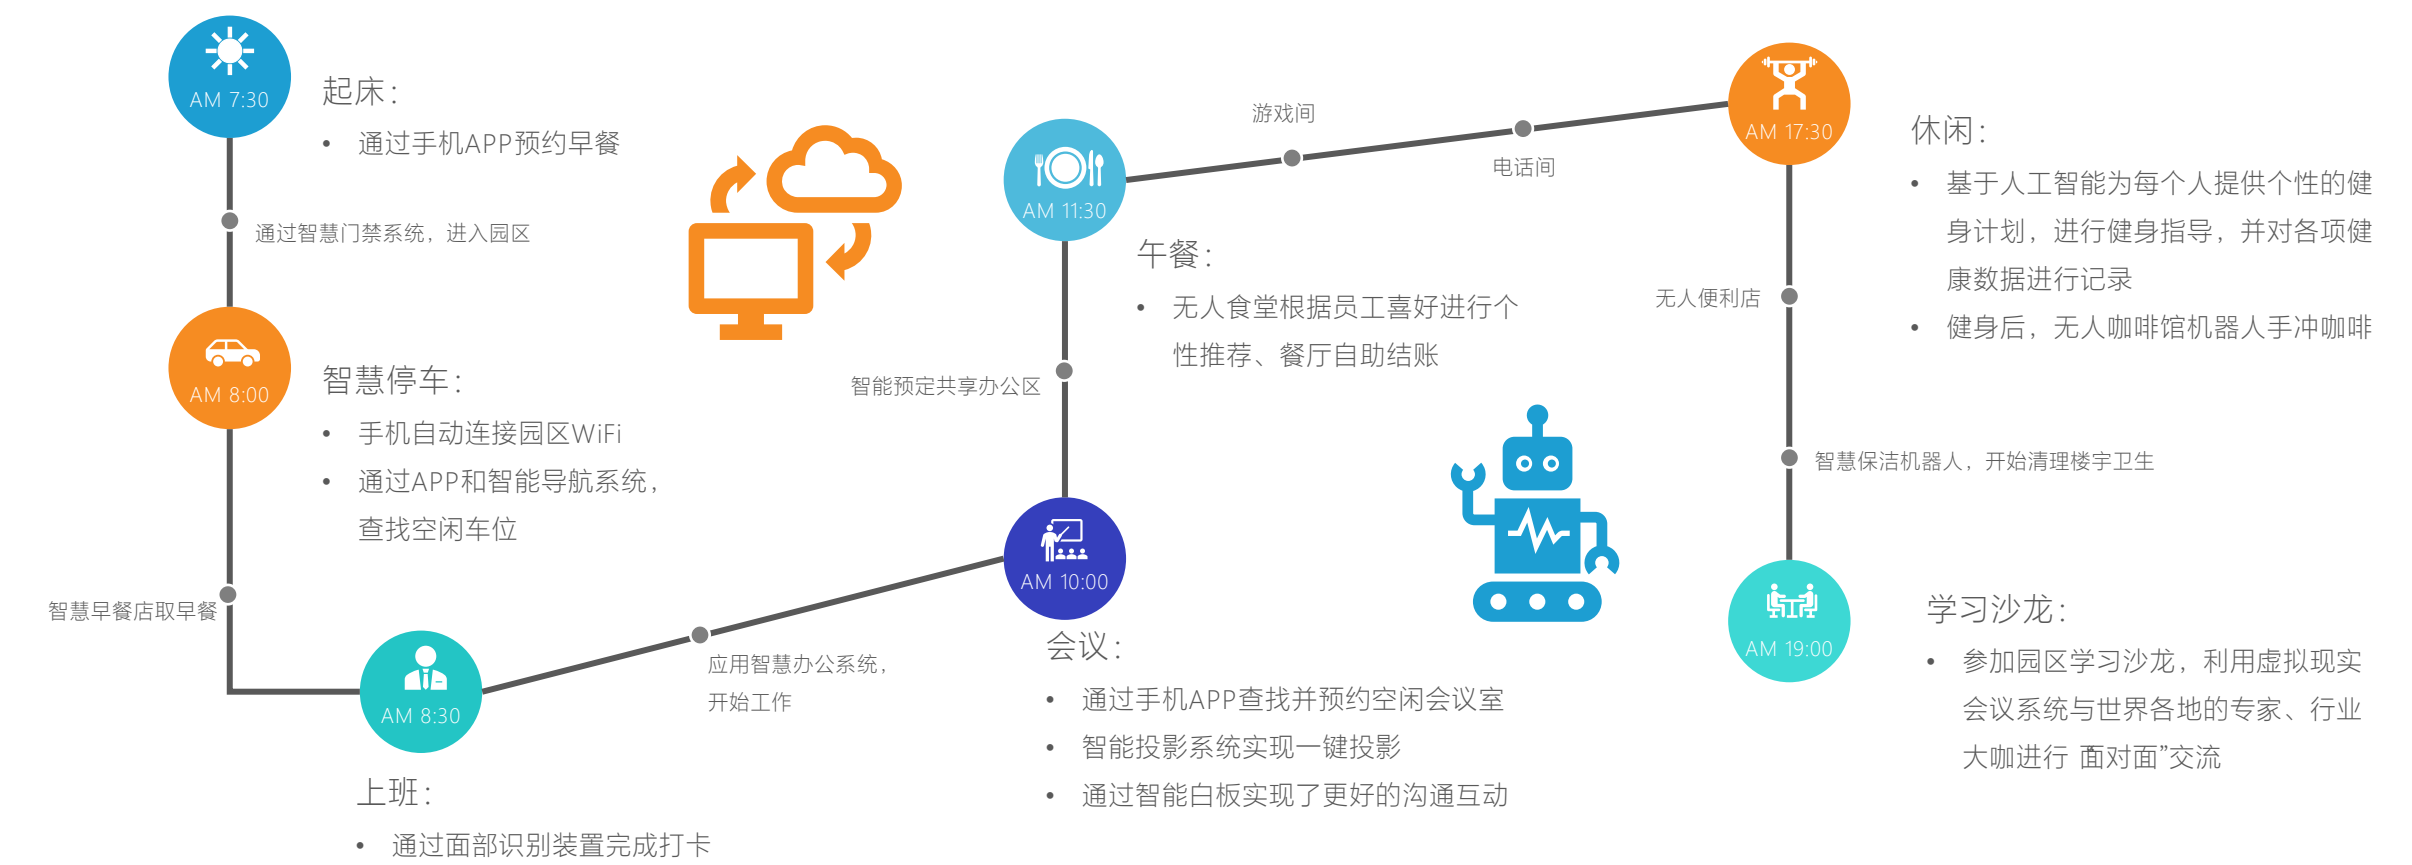 AM 7:30
起床：
• 通过手机APP预约早餐
通过智慧门禁系统，进入园区
AM 8:00
智慧停车：
• 手机自动连接园区WiFi
• 通过APP和智能导航系统，
查找空闲车位
智慧早餐店取早餐
AM 8:30
上班：
• 通过面部识别装置完成打卡
应用智慧办公系统，
开始工作
AM 10:00
会议：
• 通过手机APP查找并预约空闲会议室
• 智能投影系统实现一键投影
• 通过智能白板实现了更好的沟通互动
智能预定共享办公区
AM 11:30
午餐：
• 无人食堂根据员工喜好进行个
性推荐、餐厅自助结账
游戏间
电话间
AM 17:30
休闲：
• 基于人工智能为每个人提供个性的健
身计划，进行健身指导，并对各项健
康数据进行记录
• 健身后，无人咖啡馆机器人手冲咖啡
无人便利店
智慧保洁机器人，开始清理楼宇卫生
AM 19:00
学习沙龙：
• 参加园区学习沙龙，利用虚拟现实
会议系统与世界各地的专家、行业
大咖进行“面对面”交流